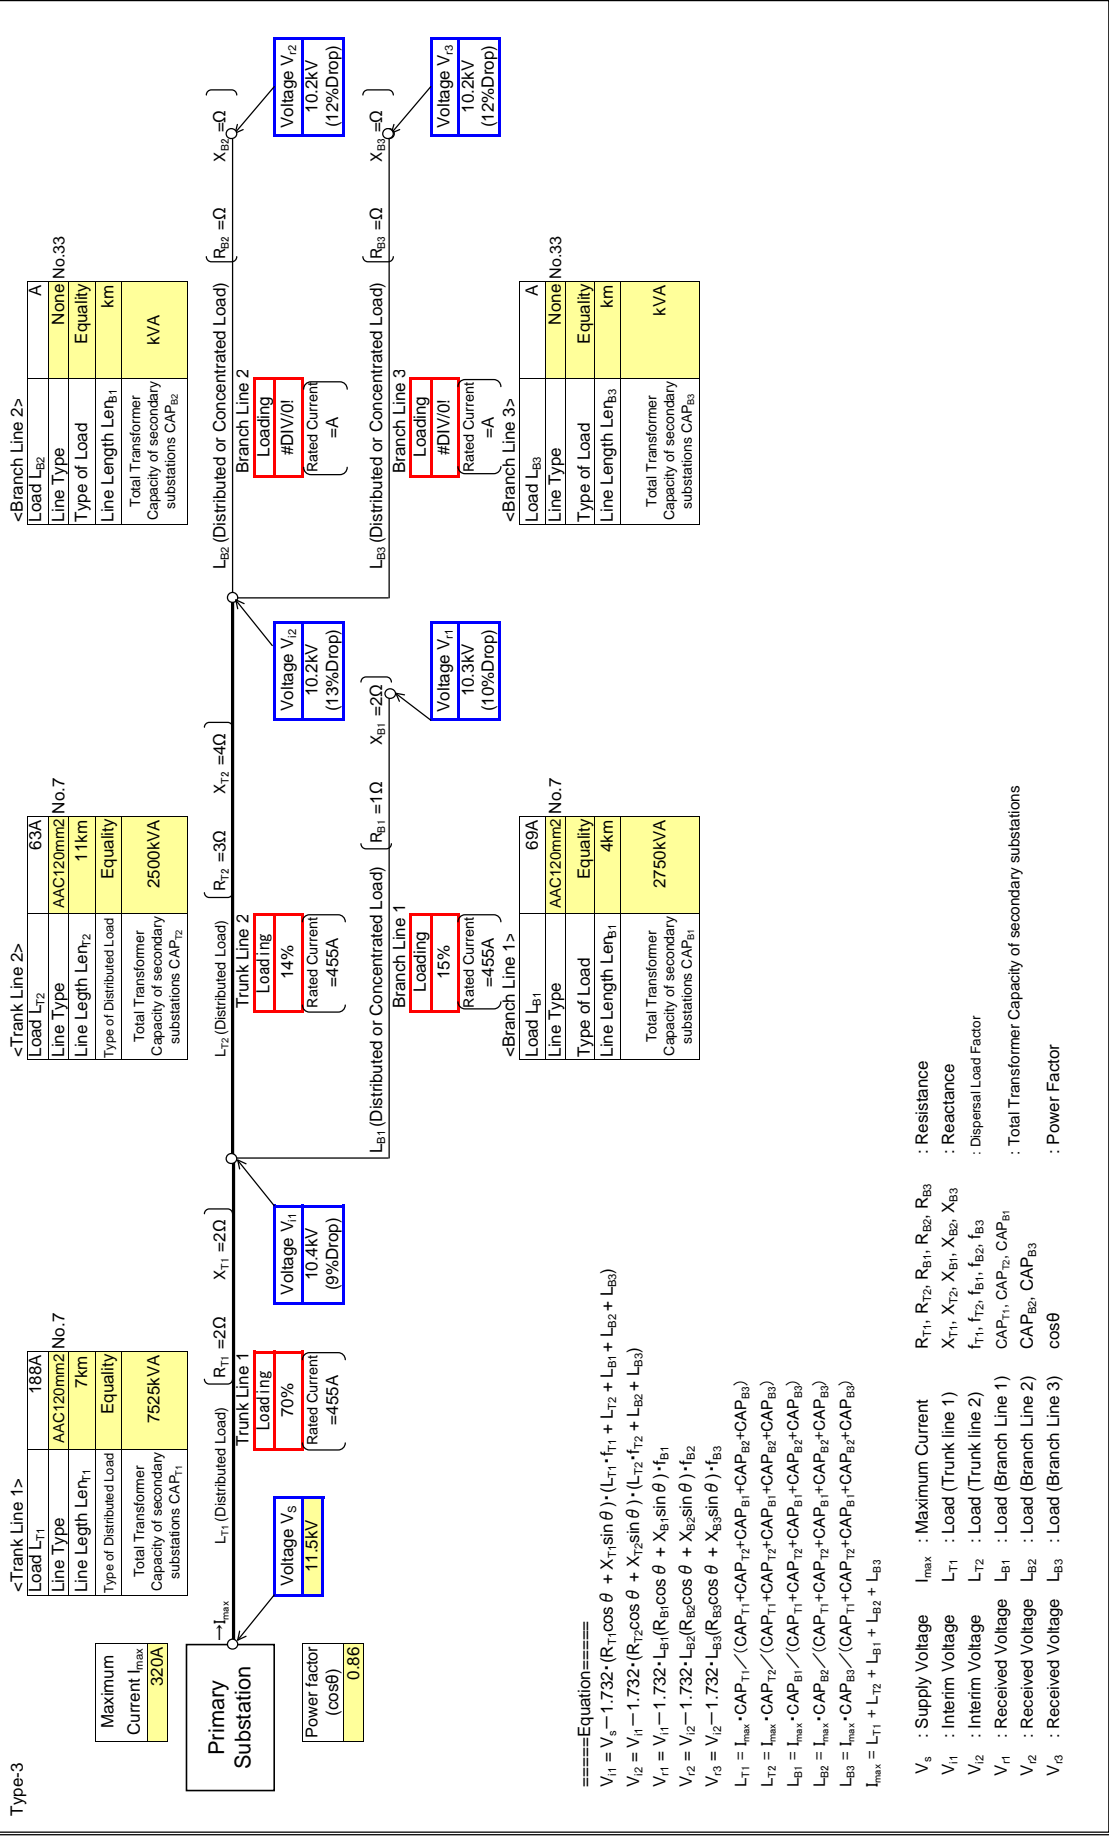 Type-3
Maximum
Current Imax
320A
Primary
Substation
→Imax
Power factor
(cosθ)
0.86
Voltage VS
11.5kV
<Trank Line 1>
Load LT1 188A
Line Type AAC120mm2 No.7
Line Length LenT1 7km
Type of Distributed Load Equality
Total Transformer
Capacity of secondary
substations CAPT1
7525kVA
LT1 (Distributed Load) RT1 =2Ω XT1 =2Ω
Trunk Line 1
Loading
70%
Rated Current
=455A
Voltage Vi1
10.4kV
(9%Drop)
<Trank Line 2>
Load LT2 63A
Line Type AAC120mm2 No.7
Line Legth LenT2 11km
Type of Distributed Load Equality
Total Transformer
Capacity of secondary
substations CAPT2
2500kVA
LT2 (Distributed Load) RT2 =3Ω XT2 =4Ω
Trunk Line 2
Loading
14%
Rated Current
=455A
Voltage Vi2
10.2kV
(13%Drop)
LB1 (Distributed or Concentrated Load) RB1 =1Ω XB1 =2Ω
Branch Line 1
Loading
15%
Rated Current
=455A
Voltage Vr1
10.3kV
(10%Drop)
<Branch Line 1>
Load LB1 69A
Line Type AAC120mm2 No.7
Type of Load Equality
Line Length LenB1 4km
Total Transformer
Capacity of secondary
substations CAPB1
2750kVA
<Branch Line 2>
Load LB2 A
Line Type None No.33
Type of Load Equality
Line Length LenB1 km
Total Transformer
Capacity of secondary
substations CAPB2
kVA
LB2 (Distributed or Concentrated Load) RB2 =Ω XB2 =Ω
Branch Line 2
Loading
#DIV/0!
Rated Current
=A
Voltage Vr2
10.2kV
(12%Drop)
LB3 (Distributed or Concentrated Load) RB3 =Ω XB3 =Ω
Branch Line 3
Loading
#DIV/0!
Rated Current
=A
Voltage Vr3
10.2kV
(12%Drop)
<Branch Line 3>
Load LB3 A
Line Type None No.33
Type of Load Equality
Line Length LenB3 km
Total Transformer
Capacity of secondary
substations CAPB3
kVA
=====Equation=====
Vi1 = Vs－1.732・(RT1cos θ + XT1sin θ)・(LT1・fT1 + LT2 + LB1 + LB2 + LB3)
Vi2 = Vi1－1.732・(RT2cos θ + XT2sin θ)・(LT2・fT2 + LB2 + LB3)
Vr1 = Vi1－1.732・LB1(RB1cos θ + XB1sin θ)・fB1
Vr2 = Vi2－1.732・LB2(RB2cos θ + XB2sin θ)・fB2
Vr3 = Vi2－1.732・LB3(RB3cos θ + XB3sin θ)・fB3
LT1 = Imax・CAPT1／(CAPT1+CAPT2+CAPB1+CAPB2+CAPB3)
LT2 = Imax・CAPT2／(CAPT1+CAPT2+CAPB1+CAPB2+CAPB3)
LB1 = Imax・CAPB1／(CAPT1+CAPT2+CAPB1+CAPB2+CAPB3)
LB2 = Imax・CAPB2／(CAPT1+CAPT2+CAPB1+CAPB2+CAPB3)
LB3 = Imax・CAPB3／(CAPT1+CAPT2+CAPB1+CAPB2+CAPB3)
Imax = LT1 + LT2 + LB1 + LB2 + LB3
Vs : Supply Voltage Imax : Maximum Current RT1, RT2, RB1, RB2, RB3 : Resistance
Vi1 : Interim Voltage LT1 : Load (Trunk line 1) XT1, XT2, XB1, XB2, XB3 : Reactance
Vi2 : Interim Voltage LT2 : Load (Trunk line 2) fT1, fT2, fB1, fB2, fB3 : Dispersal Load Factor
Vr1 : Received Voltage LB1 : Load (Branch Line 1) CAPT1, CAPT2, CAPB1 : Total Transformer Capacity of secondary substations
Vr2 : Received Voltage LB2 : Load (Branch Line 2) CAPB2, CAPB3
Vr3 : Received Voltage LB3 : Load (Branch Line 3) cosθ : Power Factor